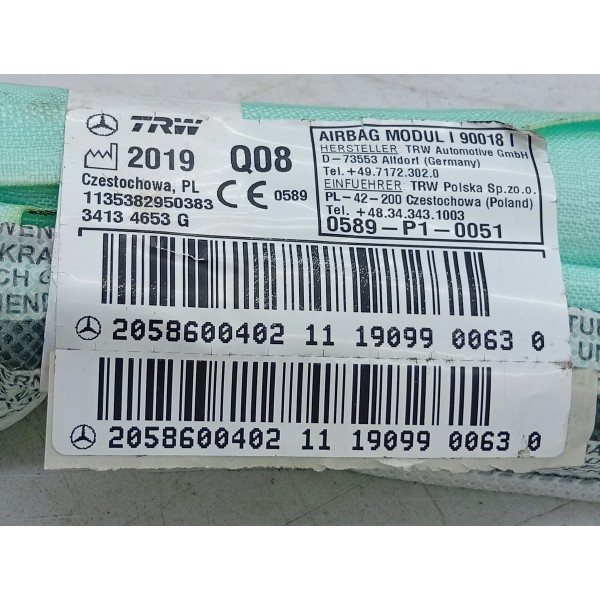 TRW
2019 Q08
Czestochowa, PL
1135382950383
3413 4653 G
CE 0589
AIRBAG MODUL I 90018 I
HERSTELLER: TRW Automotive GmbH
D-73553 Alfdorf (Germany)
Tel.+49.7172.302.0
EINFUEHRER: TRW Polska Sp.zo.o.
PL-42-200 Czestochowa (Poland)
Tel. +48.34.343.1003
0589-P1-0051
2058600402 11 19099 0063 0
2058600402 11 19099 0063 0